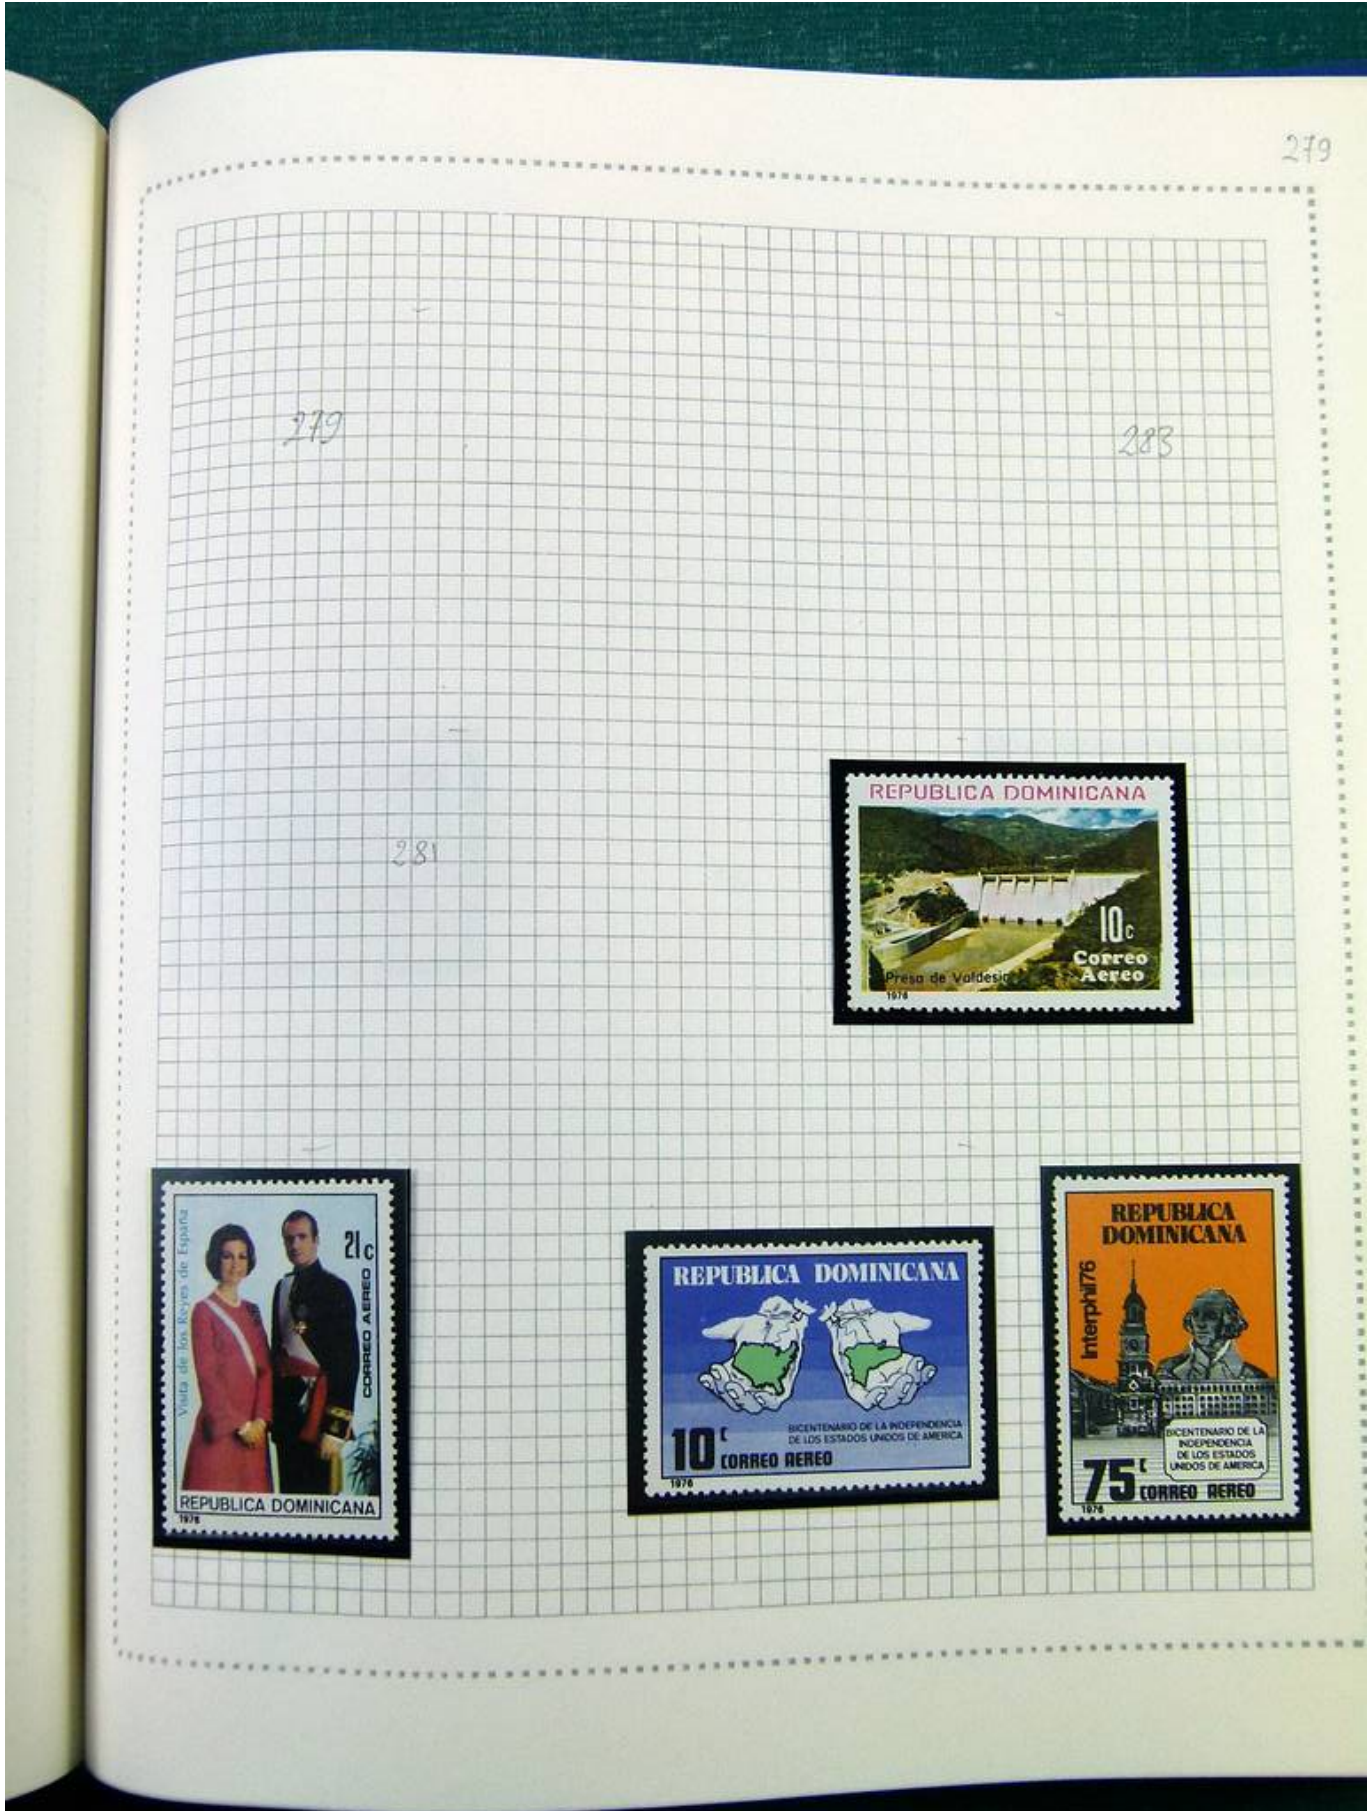 279
279
283
281
REPUBLICA DOMINICANA
10c
Correo
Aereo
Presa de Valdesia
1976
Visita de los Reyes de España
21c
CORREO AEREO
REPUBLICA DOMINICANA
1976
REPUBLICA DOMINICANA
BICENTENARIO DE LA INDEPENDENCIA
DE LOS ESTADOS UNIDOS DE AMERICA
10c CORREO AEREO
1976
REPUBLICA
DOMINICANA
Interphil76
BICENTENARIO DE LA
INDEPENDENCIA
DE LOS ESTADOS
UNIDOS DE AMERICA
75c CORREO AEREO
1976